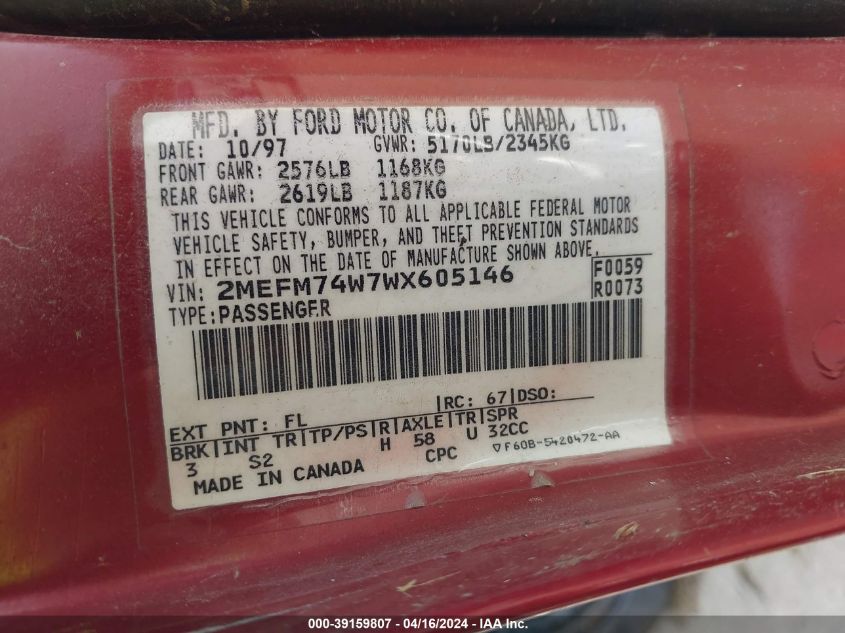 MFD. BY FORD MOTOR CO. OF CANADA, LTD.
DATE: 10/97 GVWR: 5170LB/2345KG
FRONT GAWR: 2576LB 1168KG
REAR GAWR: 2619LB 1187KG
THIS VEHICLE CONFORMS TO ALL APPLICABLE FEDERAL MOTOR
VEHICLE SAFETY, BUMPER, AND THEFT PREVENTION STANDARDS
IN EFFECT ON THE DATE OF MANUFACTURE SHOWN ABOVE.
VIN: 2MEFM74W7WX605146 F0059
TYPE: PASSENGER R0073
EXT PNT: FL |RC: 67|DSO:
BRK|INT TR|TP/PS|R|AXLE|TR|SPR
3 S2 H 58 U 32CC
MADE IN CANADA CPC ▽F60B-5420472-AA
000-39159807 - 04/16/2024 - IAA Inc.